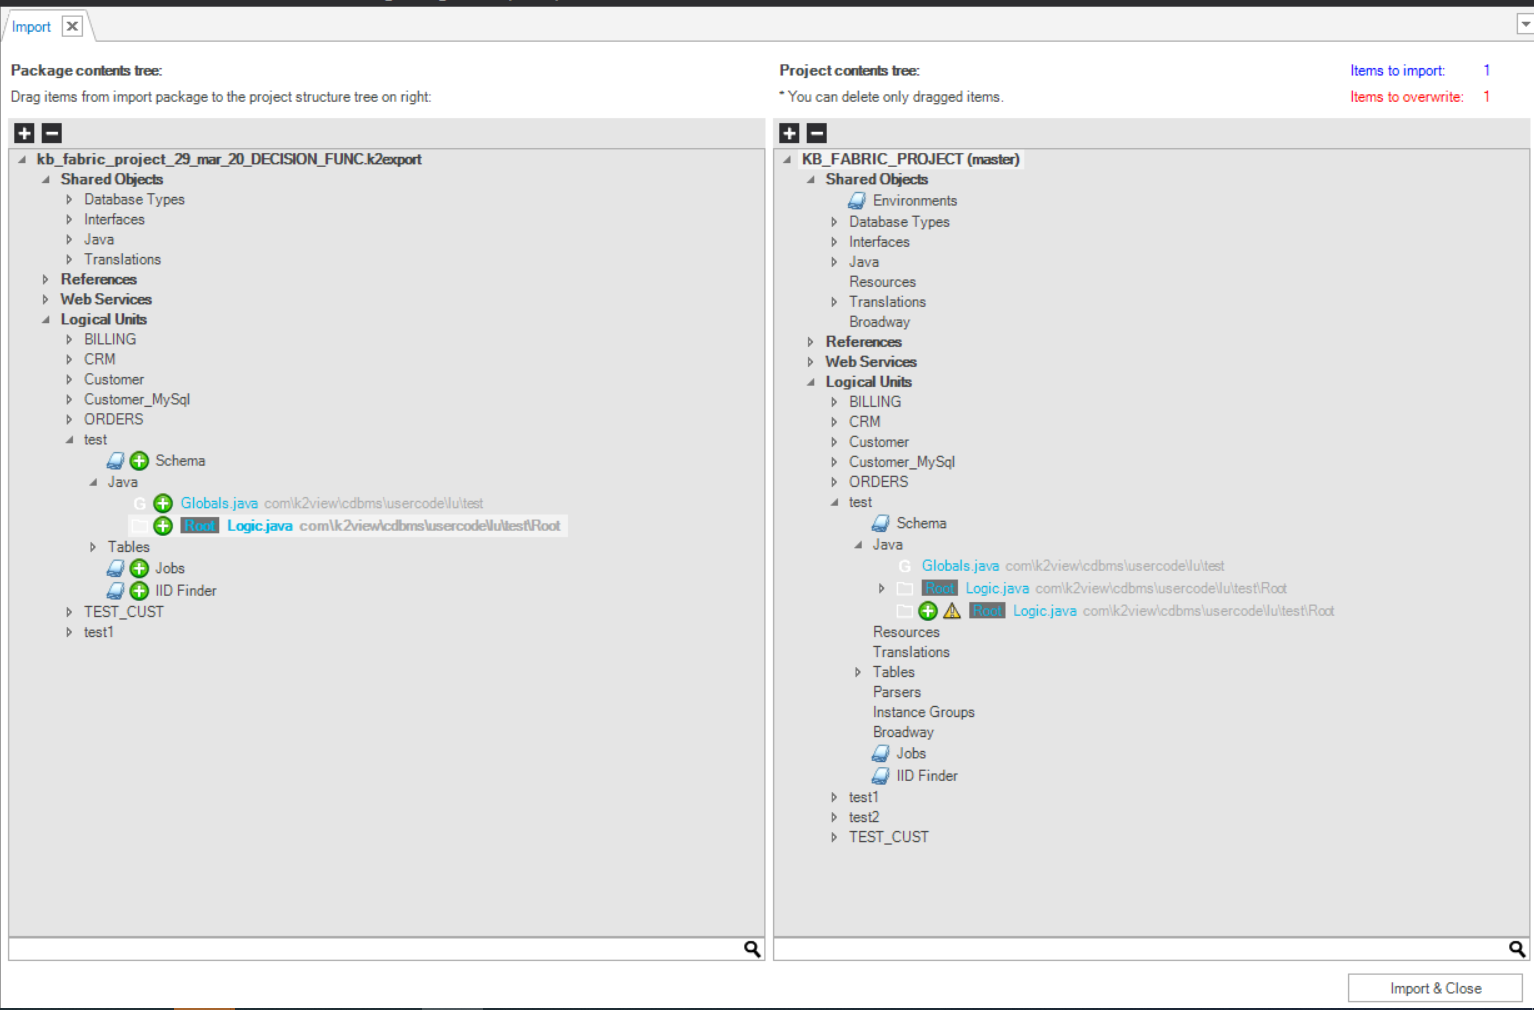 Import
Package contents tree:
Drag items from import package to the project structure tree on right:
kb_fabric_project_29_mar_20_DECISION_FUNC.k2export
Shared Objects
Database Types
Interfaces
Java
Translations
References
Web Services
Logical Units
BILLING
CRM
Customer
Customer_MySql
ORDERS
test
Schema
Java
G Globals.java com\k2view\cdbms\usercode\lu\test
Root Logic.java com\k2view\cdbms\usercode\lu\test\Root
Tables
Jobs
IID Finder
TEST_CUST
test1
Project contents tree:
* You can delete only dragged items.
Items to import: 1
Items to overwrite: 1
KB_FABRIC_PROJECT (master)
Shared Objects
Environments
Database Types
Interfaces
Java
Resources
Translations
Broadway
References
Web Services
Logical Units
BILLING
CRM
Customer
Customer_MySql
ORDERS
test
Schema
Java
G Globals.java com\k2view\cdbms\usercode\lu\test
Root Logic.java com\k2view\cdbms\usercode\lu\test\Root
Root Logic.java com\k2view\cdbms\usercode\lu\test\Root
Resources
Translations
Tables
Parsers
Instance Groups
Broadway
Jobs
IID Finder
test1
test2
TEST_CUST
Import & Close